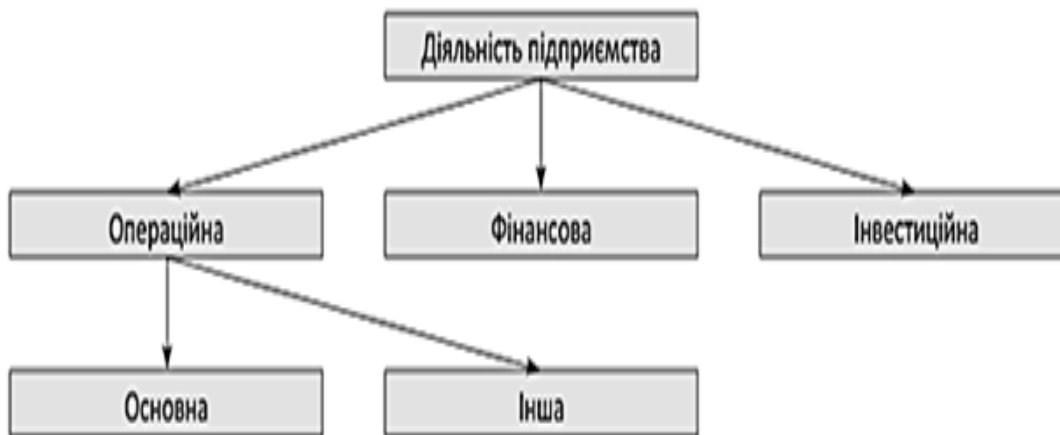 Діяльність підприємства
Операційна
Фінансова
Інвестиційна
Основна
Інша